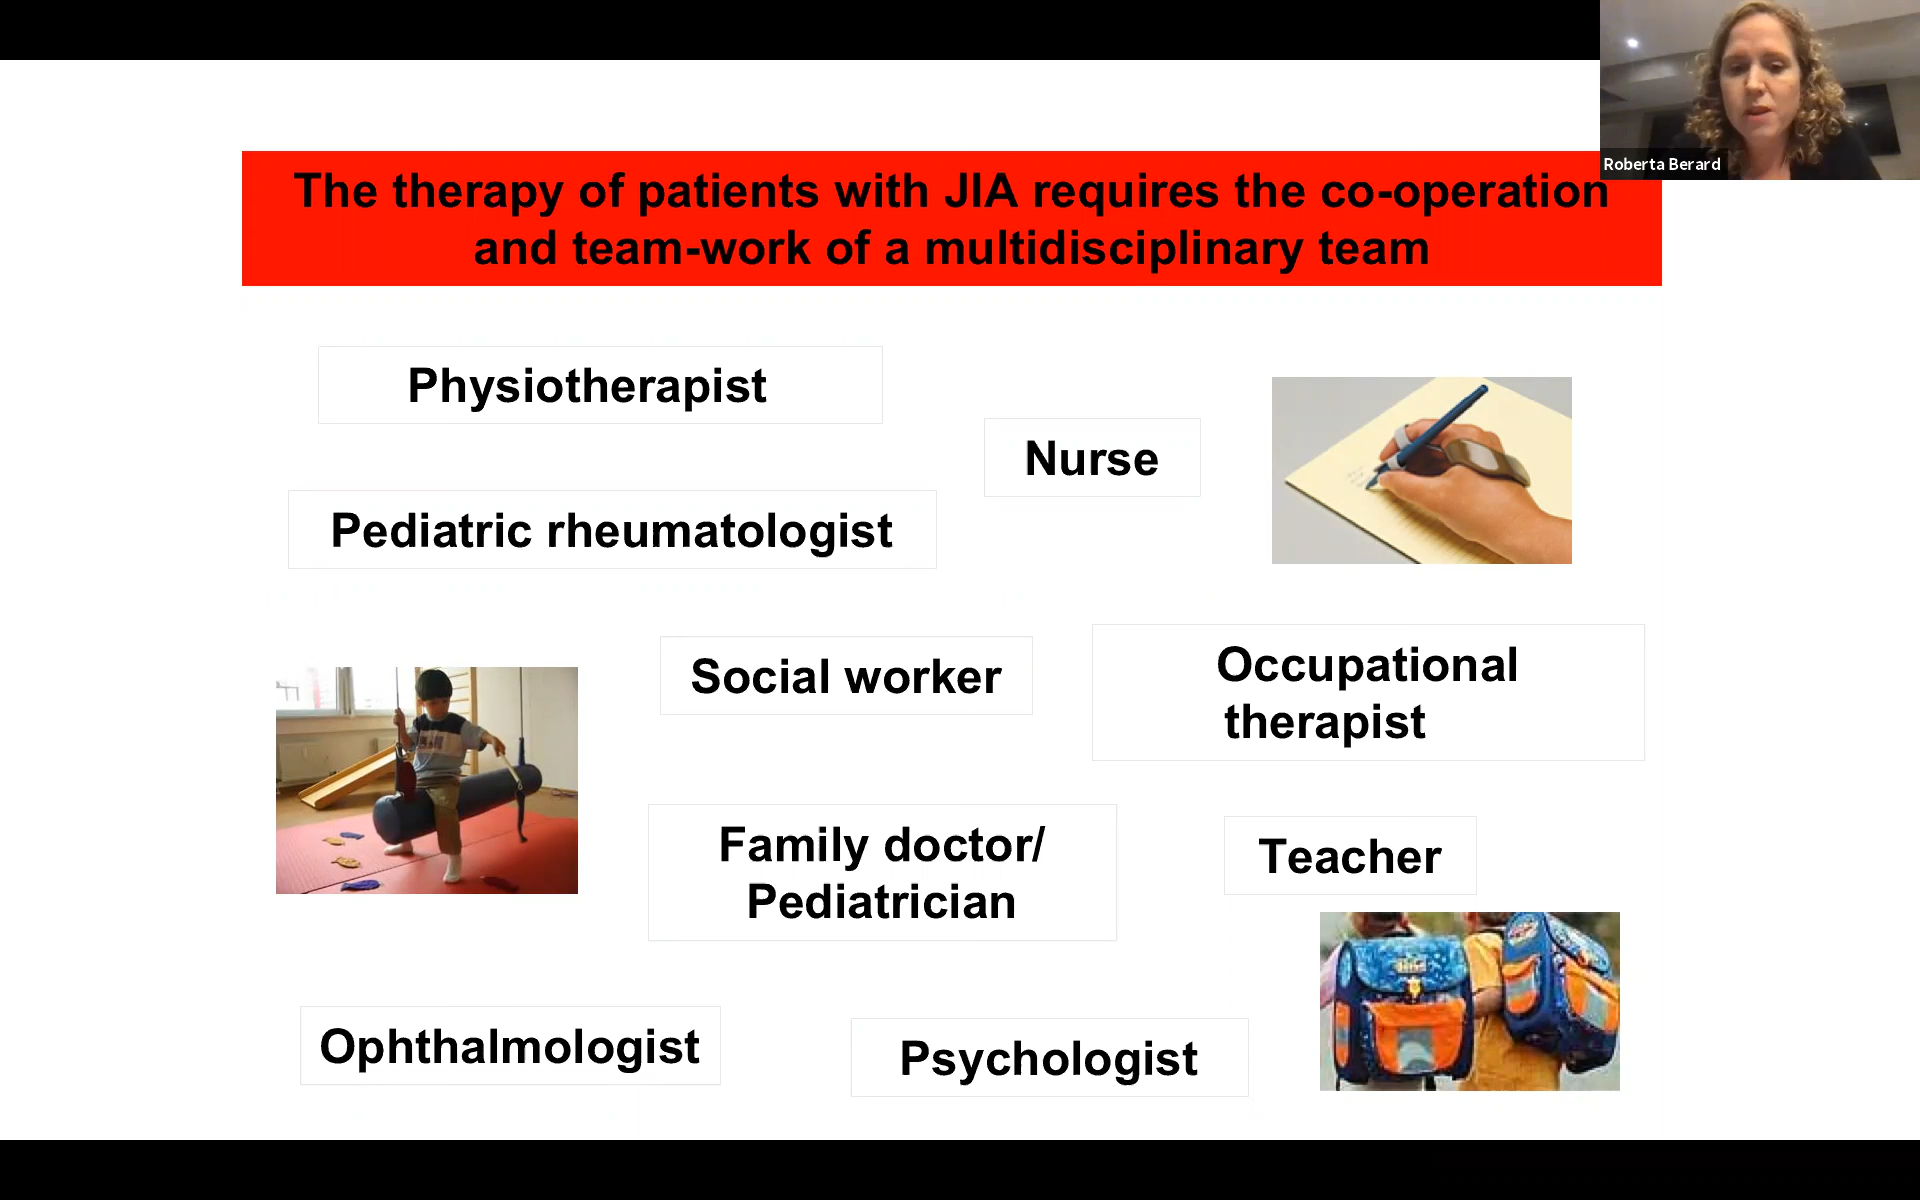 Roberta Berard
The therapy of patients with JIA requires the co-operation
and team-work of a multidisciplinary team
Physiotherapist
Nurse
Pediatric rheumatologist
Social worker
Occupational
therapist
Family doctor/
Pediatrician
Teacher
Ophthalmologist
Psychologist